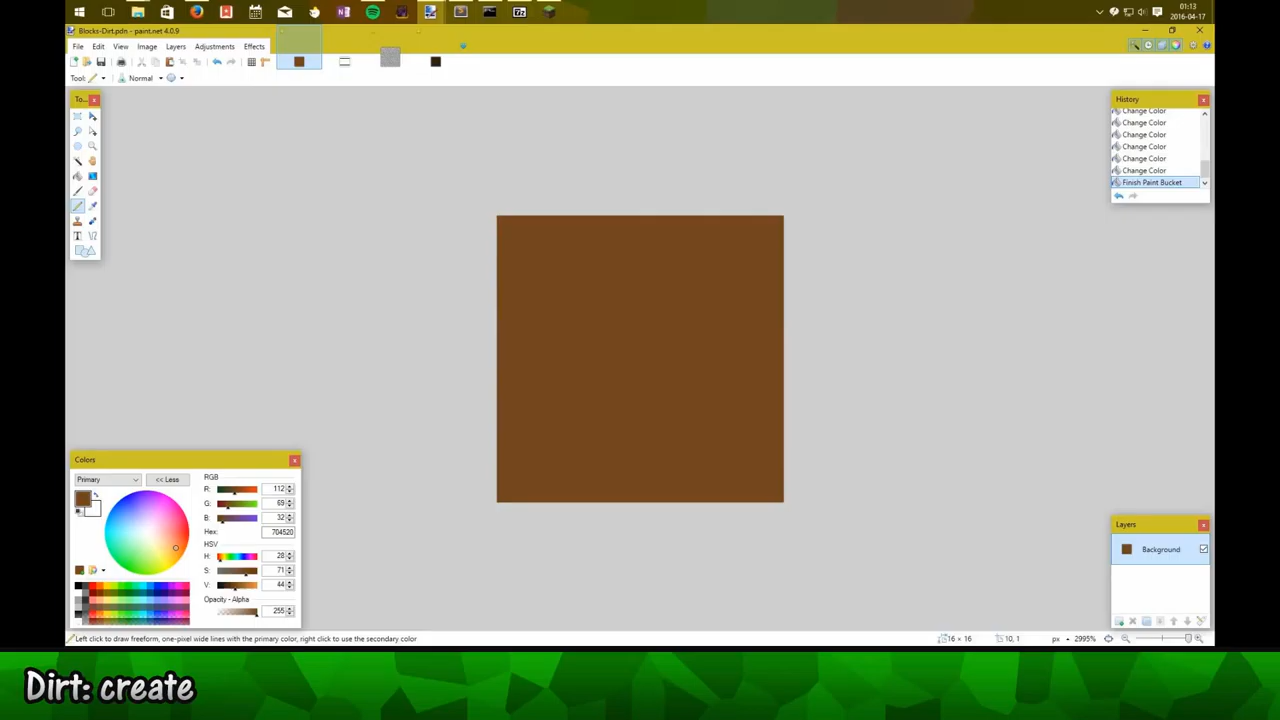 01:13
2016-04-17
Blocks-Dirt.pdn - paint.net 4.0.9
File Edit View Image Layers Adjustments Effects
Tool: Normal
To...
History
Change Color
Change Color
Change Color
Change Color
Change Color
Change Color
Finish Paint Bucket
Colors
Primary
<< Less
RGB
R: 112
G: 69
B: 32
Hex: 704520
HSV
H: 28
S: 71
V: 44
Opacity - Alpha
255
Layers
Background
Left click to draw freeform, one-pixel wide lines with the primary color, right click to use the secondary color
16 × 16
10, 1
px
2995%
Dirt: create